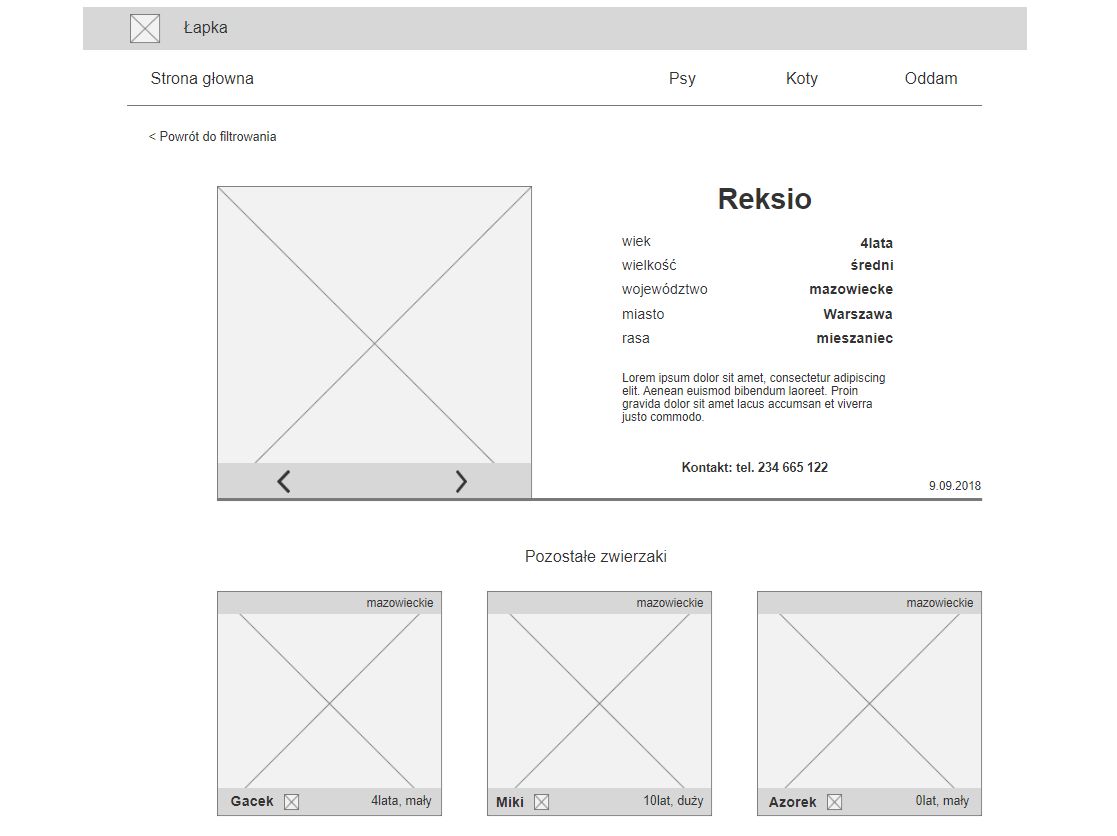 Łapka
Strona głowna Psy Koty Oddam
< Powrót do filtrowania
Reksio
wiek 4lata
wielkość średni
województwo mazowiecke
miasto Warszawa
rasa mieszaniec
Lorem ipsum dolor sit amet, consectetur adipiscing
elit. Aenean euismod bibendum laoreet. Proin
gravida dolor sit amet lacus accumsan et viverra
justo commodo.
Kontakt: tel. 234 665 122
9.09.2018
Pozostałe zwierzaki
mazowieckie mazowieckie mazowieckie
Gacek 4lata, mały Miki 10lat, duży Azorek 0lat, mały